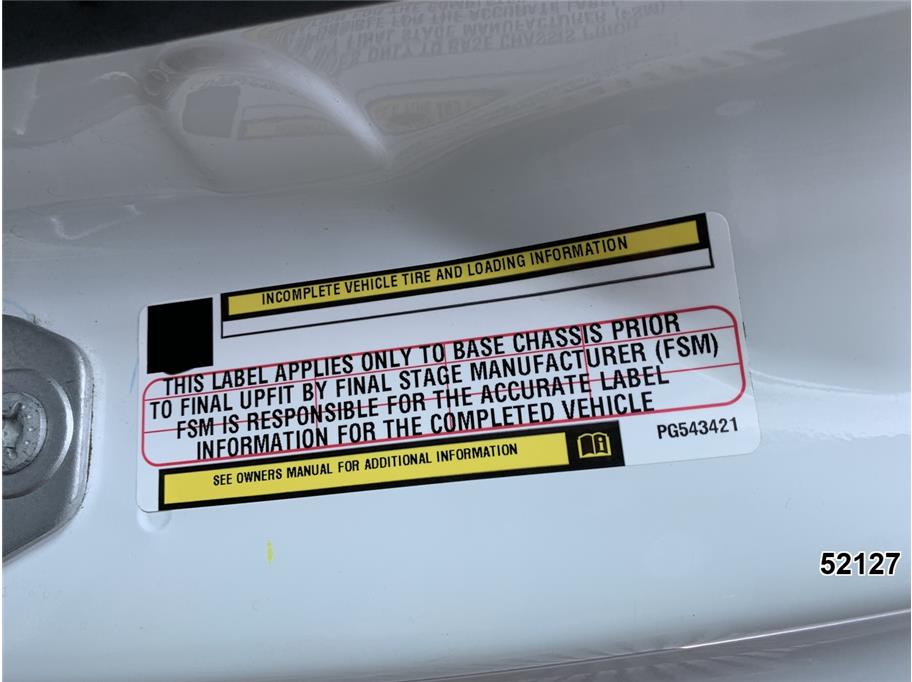 INCOMPLETE VEHICLE TIRE AND LOADING INFORMATION
THIS LABEL APPLIES ONLY TO BASE CHASSIS PRIOR
TO FINAL UPFIT BY FINAL STAGE MANUFACTURER (FSM)
FSM IS RESPONSIBLE FOR THE ACCURATE LABEL
INFORMATION FOR THE COMPLETED VEHICLE
SEE OWNERS MANUAL FOR ADDITIONAL INFORMATION
PG543421
52127